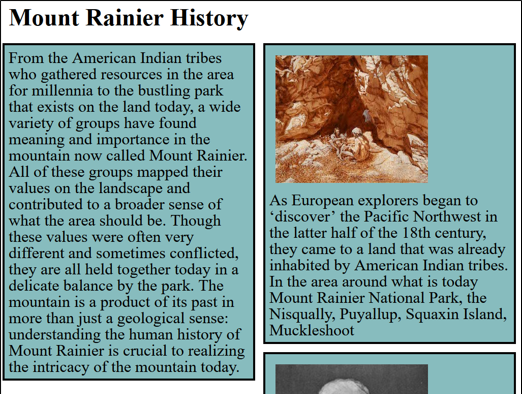 Mount Rainier History
From the American Indian tribes
who gathered resources in the area
for millennia to the bustling park
that exists on the land today, a wide
variety of groups have found
meaning and importance in the
mountain now called Mount Rainier.
All of these groups mapped their
values on the landscape and
contributed to a broader sense of
what the area should be. Though
these values were often very
different and sometimes conflicted,
they are all held together today in a
delicate balance by the park. The
mountain is a product of its past in
more than just a geological sense:
understanding the human history of
Mount Rainier is crucial to realizing
the intricacy of the mountain today.
As European explorers began to
‘discover’ the Pacific Northwest in
the latter half of the 18th century,
they came to a land that was already
inhabited by American Indian tribes.
In the area around what is today
Mount Rainier National Park, the
Nisqually, Puyallup, Squaxin Island,
Muckleshoot